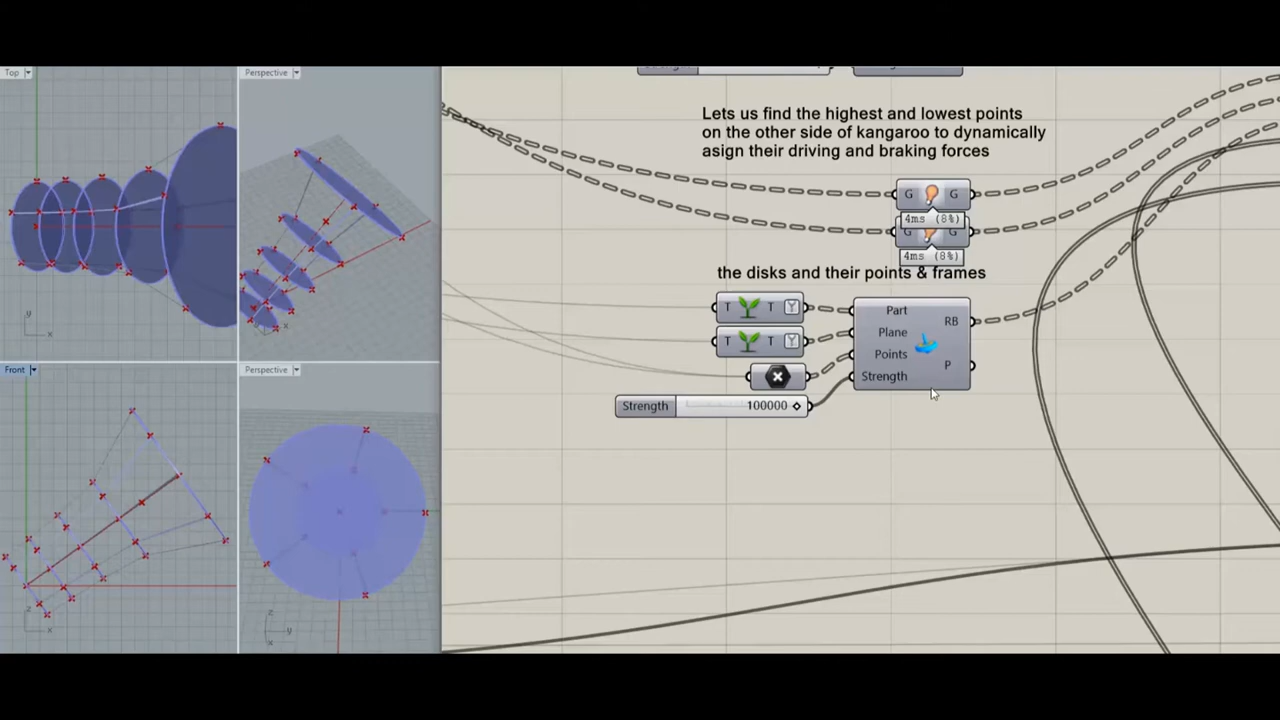 Top
Perspective
Lets us find the highest and lowest points
on the other side of kangaroo to dynamically
asign their driving and braking forces
G G
4ms (8%)
G G
4ms (8%)
the disks and their points & frames
T T Y
Part
RB
Plane
T T Y
Points
P
Strength
Strength 100000
y
x
x
Front
Perspective
z
x
z
y
x